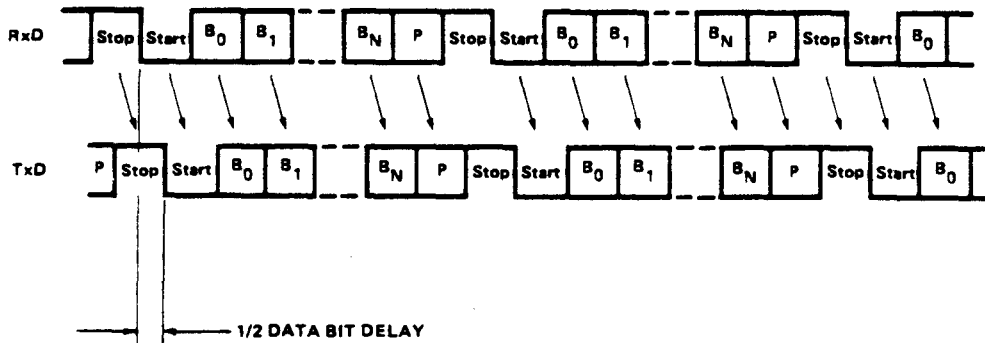 RxD Stop Start B0 B1 BN P Stop Start B0 B1 BN P Stop Start B0
TxD P Stop Start B0 B1 BN P Stop Start B0 B1 BN P Stop Start B0
1/2 DATA BIT DELAY